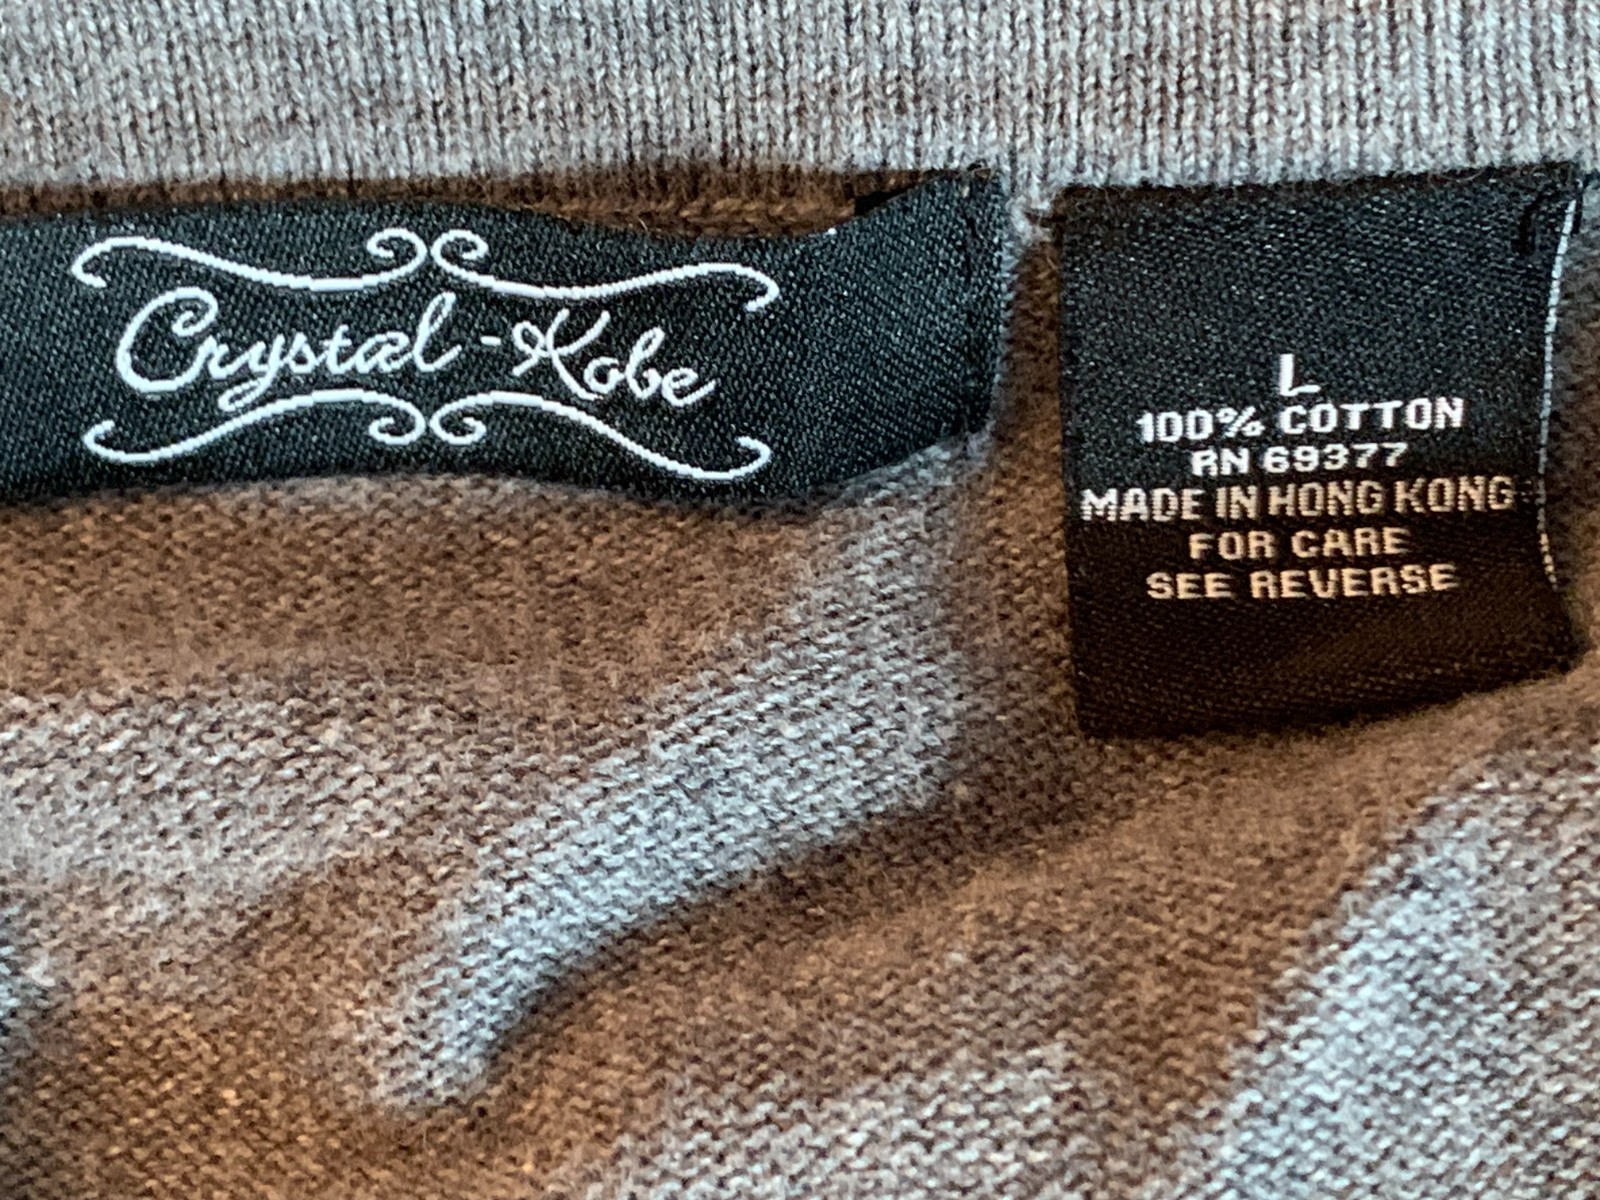 Crystal-Kobe
L
100% COTTON
RN 69377
MADE IN HONG KONG
FOR CARE
SEE REVERSE